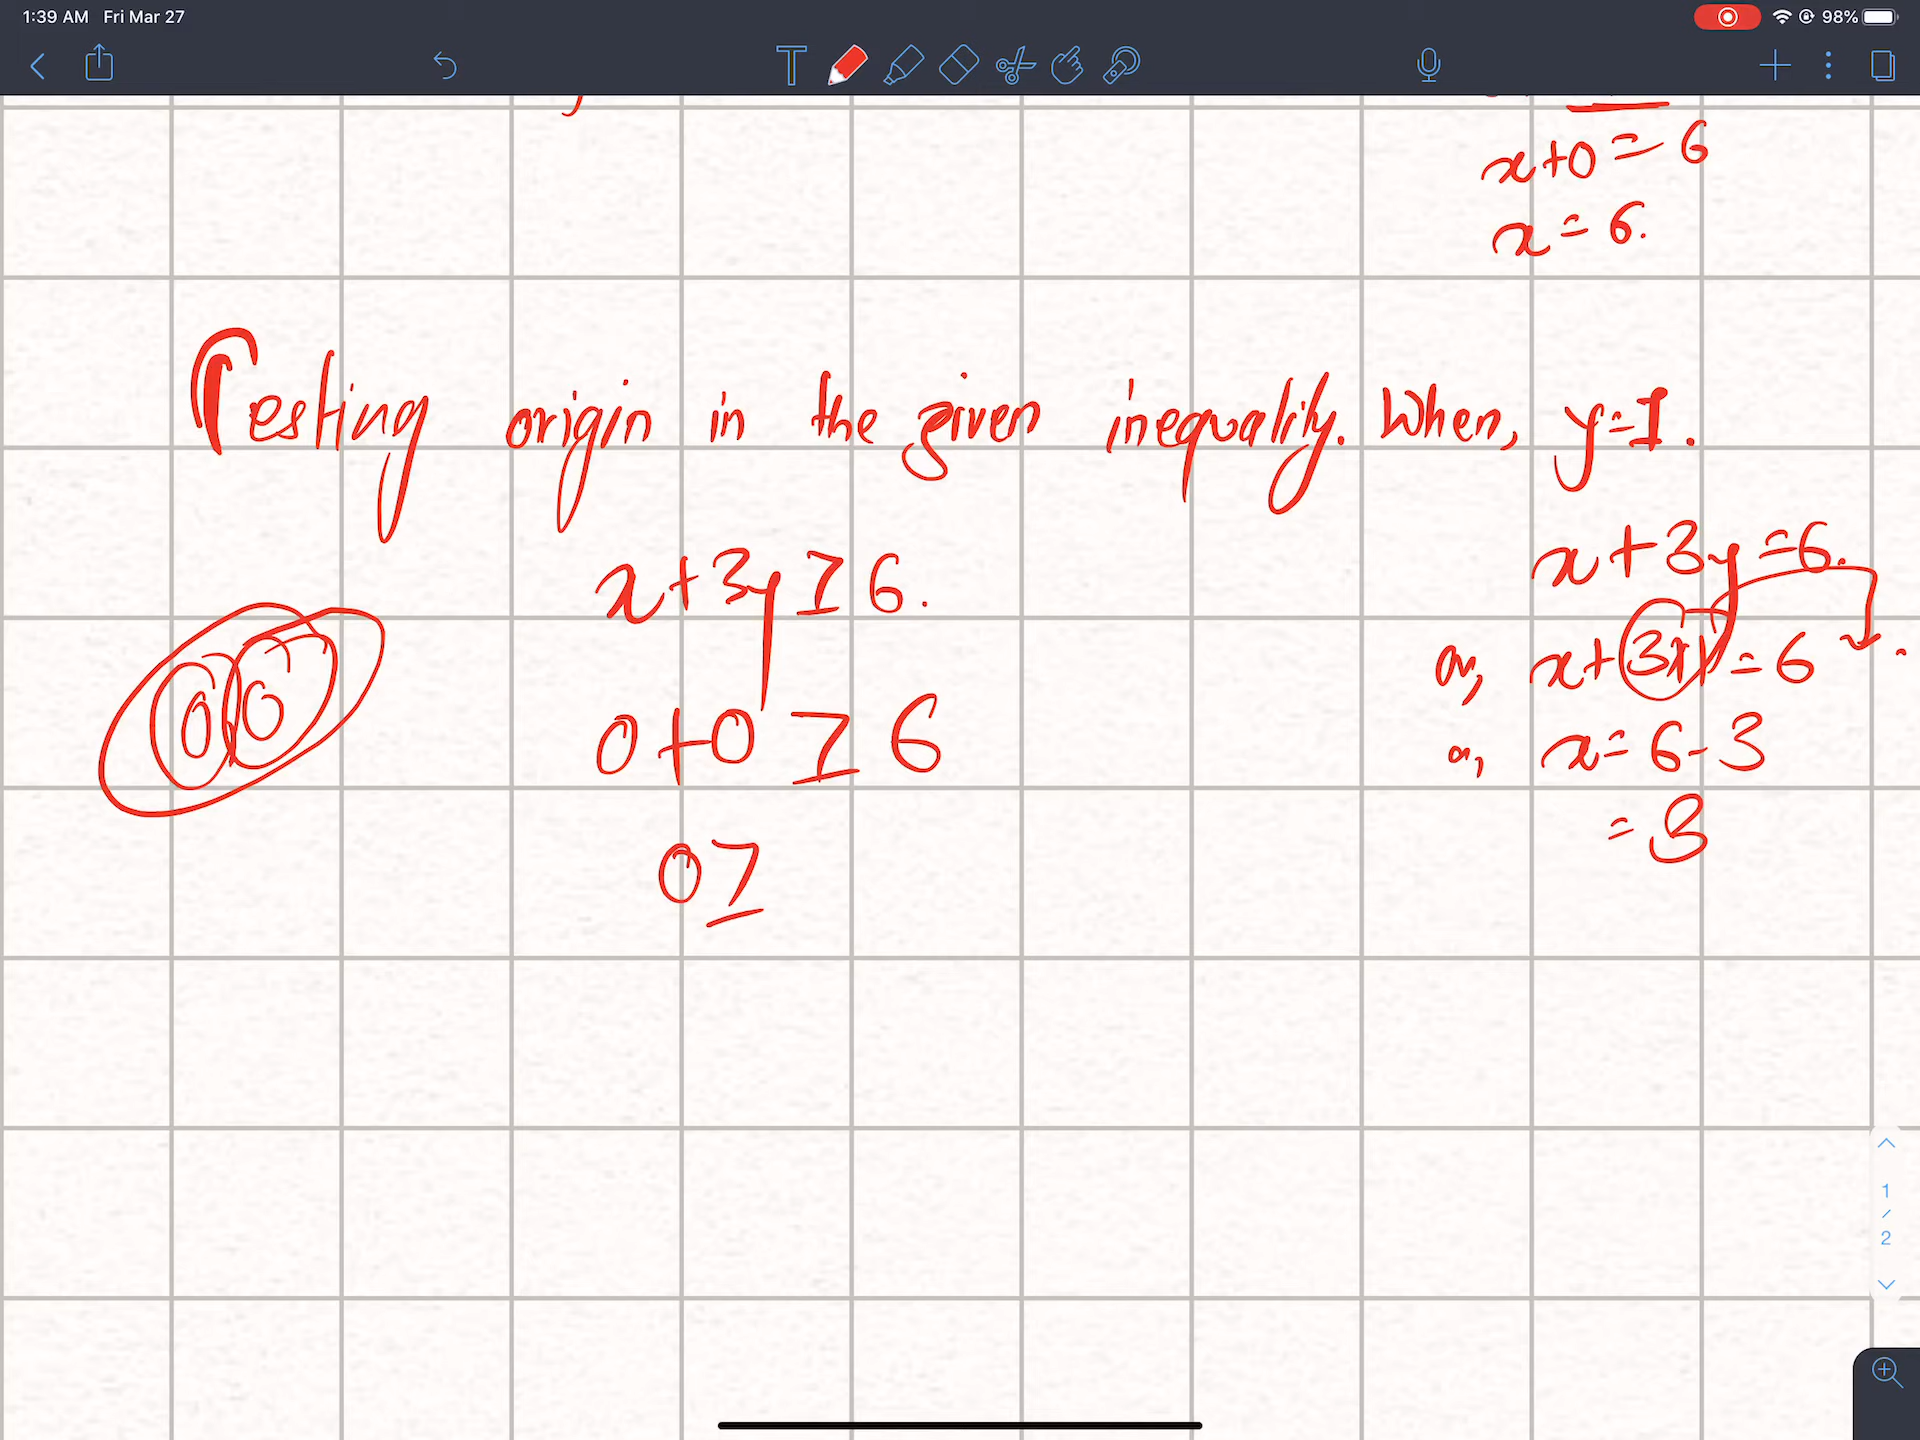 1:39 AM Fri Mar 27
98%
x+0=6
x=6.
Testing origin in the given inequality. When, y=1.
x+3y≥6.
x+3y=6.
or, x+3×1=6
0 0
0+0≥6
or, x=6-3
=3
0≥
1
/
2